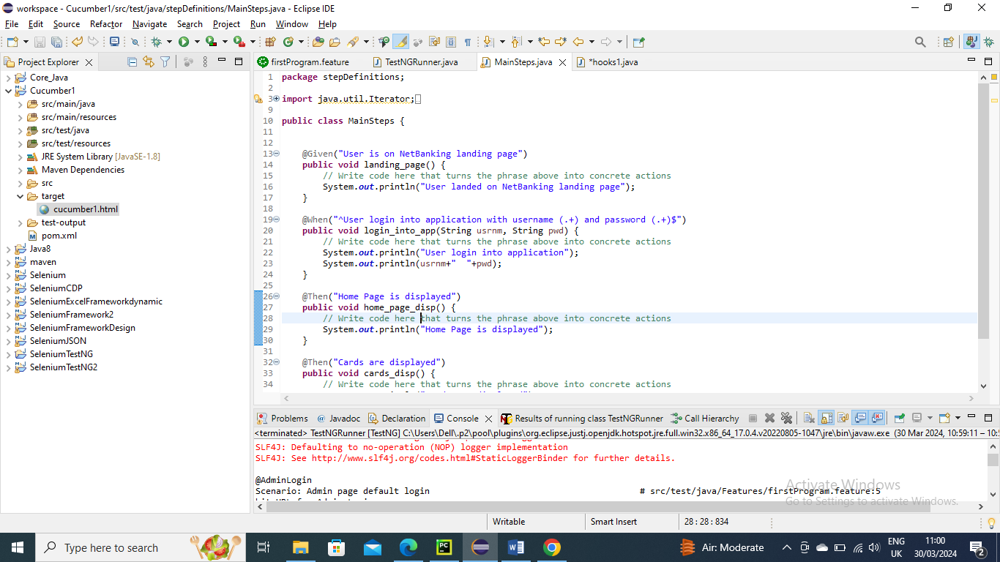 workspace - Cucumber1/src/test/java/stepDefinitions/MainSteps.java - Eclipse IDE
File Edit Source Refactor Navigate Search Project Run Window Help
Project Explorer
firstProgram.feature TestNGRunner.java MainSteps.java *hooks1.java
Core_Java
Cucumber1
src/main/java
src/main/resources
src/test/java
src/test/resources
JRE System Library [JavaSE-1.8]
Maven Dependencies
src
target
cucumber1.html
test-output
pom.xml
Java8
maven
Selenium
SeleniumCDP
SeleniumExcelFrameworkdynamic
SeleniumFramework2
SeleniumFrameworkDesign
SeleniumJSON
SeleniumTestNG
SeleniumTestNG2
1 package stepDefinitions;
2
3 import java.util.Iterator;
9
10 public class MainSteps {
11
12
13 @Given("User is on NetBanking landing page")
14 public void landing_page() {
15 // Write code here that turns the phrase above into concrete actions
16 System.out.println("User landed on NetBanking landing page");
17 }
18
19 @When("^User login into application with username (.+) and password (.+)$")
20 public void login_into_app(String usrnm, String pwd) {
21 // Write code here that turns the phrase above into concrete actions
22 System.out.println("User login into application");
23 System.out.println(usrnm+"  "+pwd);
24 }
25
26 @Then("Home Page is displayed")
27 public void home_page_disp() {
28 // Write code here that turns the phrase above into concrete actions
29 System.out.println("Home Page is displayed");
30 }
31
32 @Then("Cards are displayed")
33 public void cards_disp() {
34 // Write code here that turns the phrase above into concrete actions
Problems @ Javadoc Declaration Console Results of running class TestNGRunner Call Hierarchy
<terminated> TestNGRunner [TestNG] C:\Users\Dell\.p2\pool\plugins\org.eclipse.justj.openjdk.hotspot.jre.full.win32.x86_64_17.0.4.v20220805-1047\jre\bin\javaw.exe (30 Mar 2024, 10:59:11 – 10:5
SLF4J: Defaulting to no-operation (NOP) logger implementation
SLF4J: See http://www.slf4j.org/codes.html#StaticLoggerBinder for further details.
@AdminLogin
Scenario: Admin page default login # src/test/java/Features/firstProgram.feature:5
Activate Windows
Go to Settings to activate Windows.
Writable Smart Insert 28 : 28 : 834
Type here to search
Air: Moderate
ENG
UK
11:00
30/03/2024
2